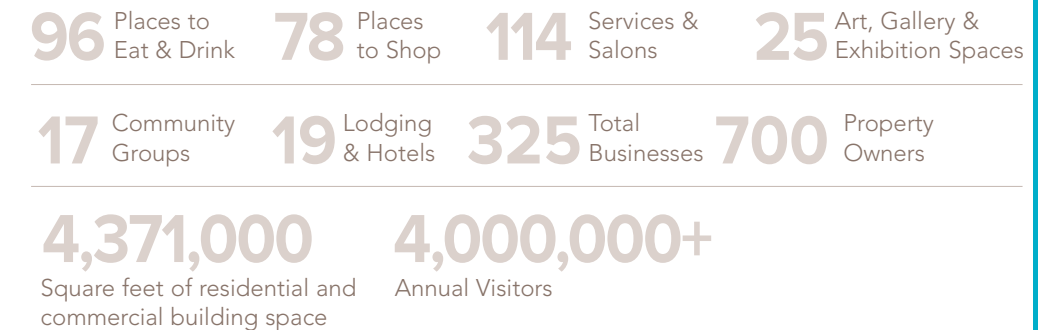 96 Places to Eat & Drink
78 Places to Shop
114 Services & Salons
25 Art, Gallery & Exhibition Spaces
17 Community Groups
19 Lodging & Hotels
325 Total Businesses
700 Property Owners
4,371,000
Square feet of residential and
commercial building space
4,000,000+
Annual Visitors